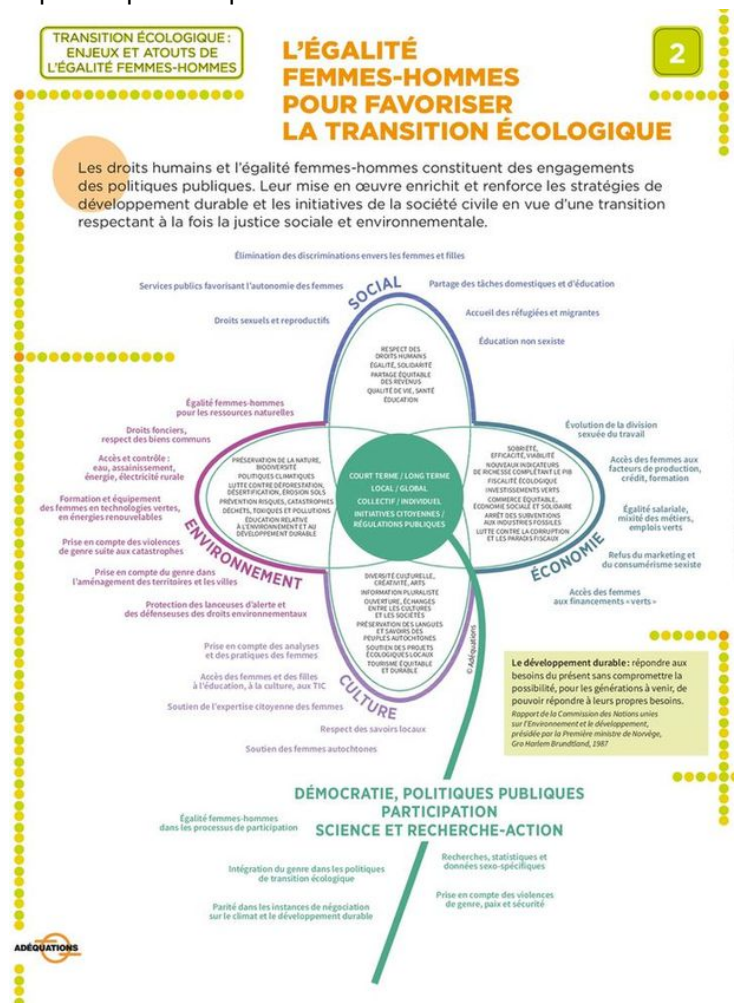 TRANSITION ÉCOLOGIQUE :
ENJEUX ET ATOUTS DE
L'ÉGALITÉ FEMMES-HOMMES
L'ÉGALITÉ
FEMMES-HOMMES
POUR FAVORISER
LA TRANSITION ÉCOLOGIQUE
2
Les droits humains et l'égalité femmes-hommes constituent des engagements
des politiques publiques. Leur mise en œuvre enrichit et renforce les stratégies de
développement durable et les initiatives de la société civile en vue d'une transition
respectant à la fois la justice sociale et environnementale.
Élimination des discriminations envers les femmes et filles
Services publics favorisant l'autonomie des femmes
Droits sexuels et reproductifs
SOCIAL
Partage des tâches domestiques et d'éducation
Accueil des réfugiées et migrantes
Éducation non sexiste
RESPECT DES
DROITS HUMAINS
ÉGALITÉ, SOLIDARITÉ
PARTAGE ÉQUITABLE
DES REVENUS
QUALITÉ DE VIE, SANTÉ
ÉDUCATION
Égalité femmes-hommes
pour les ressources naturelles
Droits fonciers,
respect des biens communs
Accès et contrôle :
eau, assainissement,
énergie, électricité rurale
Formation et équipement
des femmes en technologies vertes,
en énergies renouvelables
Prise en compte des violences
de genre suite aux catastrophes
Prise en compte du genre dans
l'aménagement des territoires et les villes
Protection des lanceuses d'alerte et
des défenseuses des droits environnementaux
ENVIRONNEMENT
PRÉSERVATION DE LA NATURE,
BIODIVERSITÉ
POLITIQUES CLIMATIQUES
LUTTE CONTRE DÉFORESTATION,
DÉSERTIFICATION, ÉROSION SOLS
PRÉVENTION RISQUES, CATASTROPHES
DÉCHETS, TOXIQUES ET POLLUTIONS
ÉDUCATION RELATIVE
À L'ENVIRONNEMENT ET AU
DÉVELOPPEMENT DURABLE
COURT TERME / LONG TERME
LOCAL / GLOBAL
COLLECTIF / INDIVIDUEL
INITIATIVES CITOYENNES /
RÉGULATIONS PUBLIQUES
SOBRIÉTÉ,
EFFICACITÉ, VIABILITÉ
NOUVEAUX INDICATEURS
DE RICHESSE COMPLÉTANT LE PIB
FISCALITÉ ÉCOLOGIQUE
INVESTISSEMENTS VERTS
COMMERCE ÉQUITABLE,
ÉCONOMIE SOCIALE ET SOLIDAIRE
ARRÊT DES SUBVENTIONS
AUX INDUSTRIES FOSSILES
LUTTE CONTRE LA CORRUPTION
ET LES PARADIS FISCAUX
ÉCONOMIE
Évolution de la division
sexuée du travail
Accès des femmes aux
facteurs de production,
crédit, formation
Égalité salariale,
mixité des métiers,
emplois verts
Refus du marketing et
du consumérisme sexiste
Accès des femmes
aux financements « verts »
DIVERSITÉ CULTURELLE,
CRÉATIVITÉ, ARTS
INFORMATION PLURALISTE
OUVERTURE, ÉCHANGES
ENTRE LES CULTURES
ET LES SOCIÉTÉS
PRÉSERVATION DES LANGUES
ET SAVOIRS DES
PEUPLES AUTOCHTONES
SOUTIEN DES PROJETS
ÉCOLOGIQUES LOCAUX
TOURISME ÉQUITABLE
ET DURABLE
CULTURE
© Adéquations
Prise en compte des analyses
et des pratiques des femmes
Accès des femmes et des filles
à l'éducation, à la culture, aux TIC
Soutien de l'expertise citoyenne des femmes
Respect des savoirs locaux
Soutien des femmes autochtones
Le développement durable : répondre aux
besoins du présent sans compromettre la
possibilité, pour les générations à venir, de
pouvoir répondre à leurs propres besoins.
Rapport de la Commission des Nations unies
sur l'Environnement et le développement,
présidée par la Première ministre de Norvège,
Gro Harlem Brundtland, 1987
DÉMOCRATIE, POLITIQUES PUBLIQUES
PARTICIPATION
SCIENCE ET RECHERCHE-ACTION
Égalité femmes-hommes
dans les processus de participation
Intégration du genre dans les politiques
de transition écologique
Parité dans les instances de négociation
sur le climat et le développement durable
Recherches, statistiques et
données sexo-spécifiques
Prise en compte des violences
de genre, paix et sécurité
ADÉQUATIONS